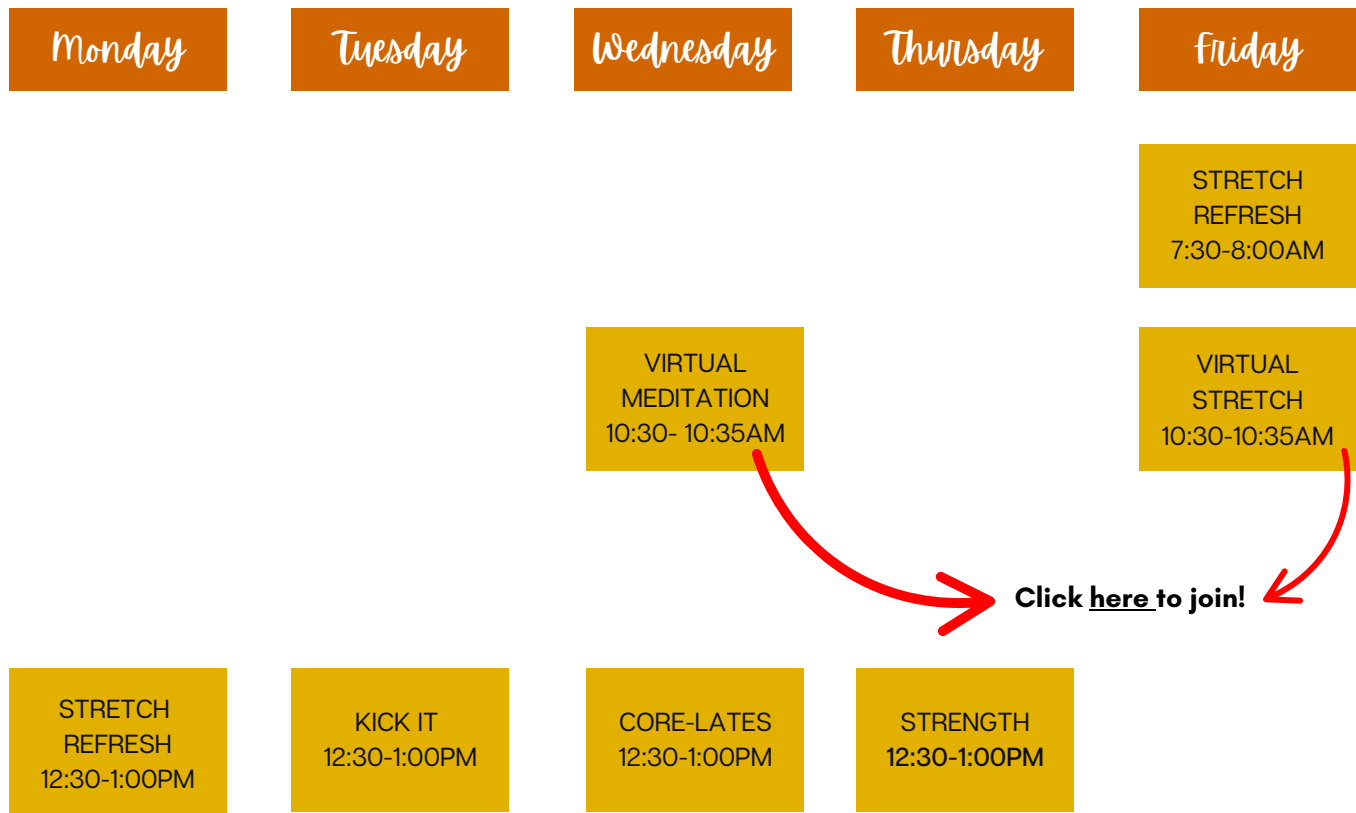 Monday
Tuesday
Wednesday
Thursday
Friday
STRETCH
REFRESH
7:30-8:00AM
VIRTUAL
MEDITATION
10:30- 10:35AM
VIRTUAL
STRETCH
10:30-10:35AM
Click here to join!
STRETCH
REFRESH
12:30-1:00PM
KICK IT
12:30-1:00PM
CORE-LATES
12:30-1:00PM
STRENGTH
12:30-1:00PM